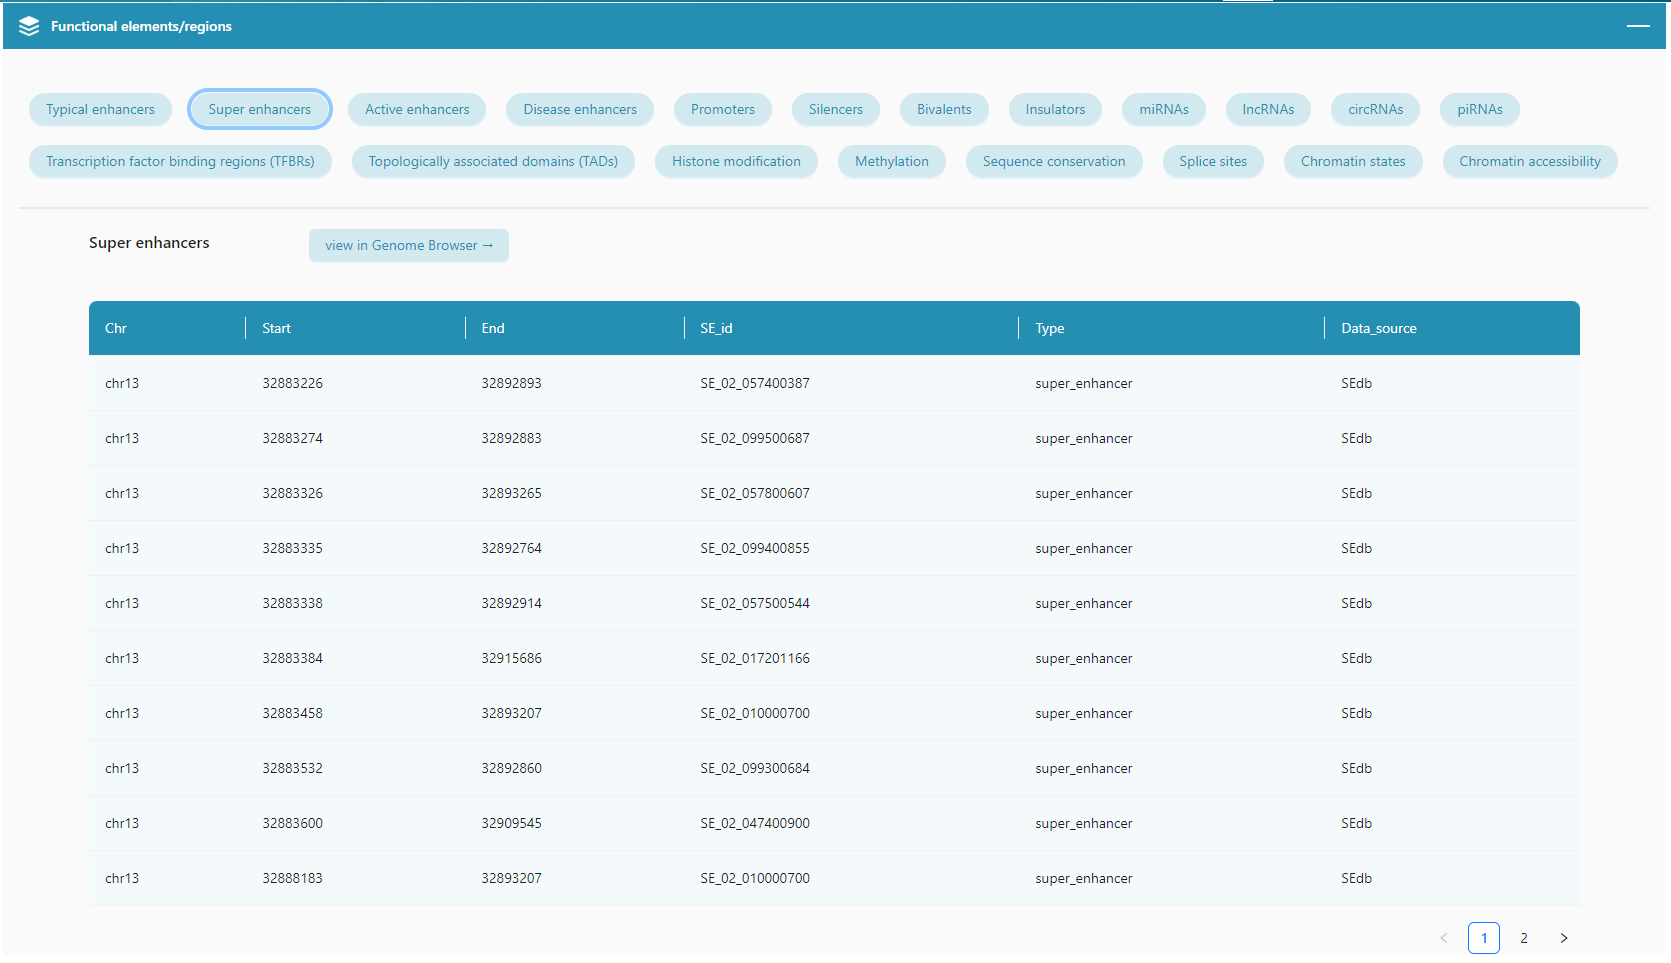 Functional elements/regions
Typical enhancers Super enhancers Active enhancers Disease enhancers Promoters Silencers Bivalents Insulators miRNAs lncRNAs circRNAs piRNAs
Transcription factor binding regions (TFBRs) Topologically associated domains (TADs) Histone modification Methylation Sequence conservation Splice sites Chromatin states Chromatin accessibility
Super enhancers view in Genome Browser →
Chr Start End SE_id Type Data_source
chr13 32883226 32892893 SE_02_057400387 super_enhancer SEdb
chr13 32883274 32892883 SE_02_099500687 super_enhancer SEdb
chr13 32883326 32893265 SE_02_057800607 super_enhancer SEdb
chr13 32883335 32892764 SE_02_099400855 super_enhancer SEdb
chr13 32883338 32892914 SE_02_057500544 super_enhancer SEdb
chr13 32883384 32915686 SE_02_017201166 super_enhancer SEdb
chr13 32883458 32893207 SE_02_010000700 super_enhancer SEdb
chr13 32883532 32892860 SE_02_099300684 super_enhancer SEdb
chr13 32883600 32909545 SE_02_047400900 super_enhancer SEdb
chr13 32888183 32893207 SE_02_010000700 super_enhancer SEdb
< 1 2 >